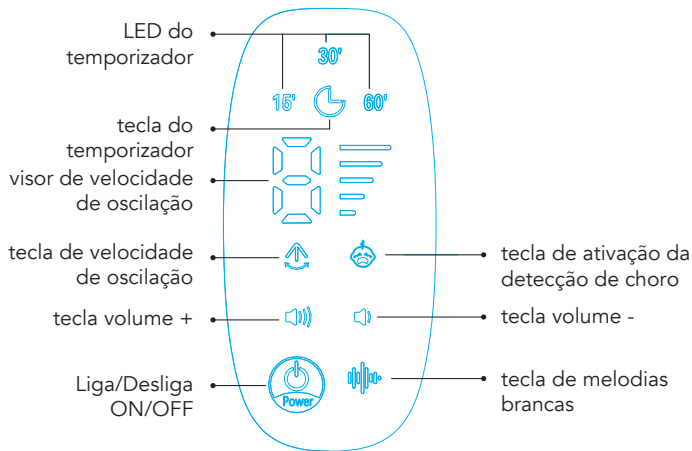 LED do
temporizador
30'
15'
60'
tecla do
temporizador
visor de velocidade
de oscilação
tecla de velocidade
de oscilação
tecla de ativação da
detecção de choro
tecla volume +
tecla volume -
Liga/Desliga
ON/OFF
Power
tecla de melodias
brancas